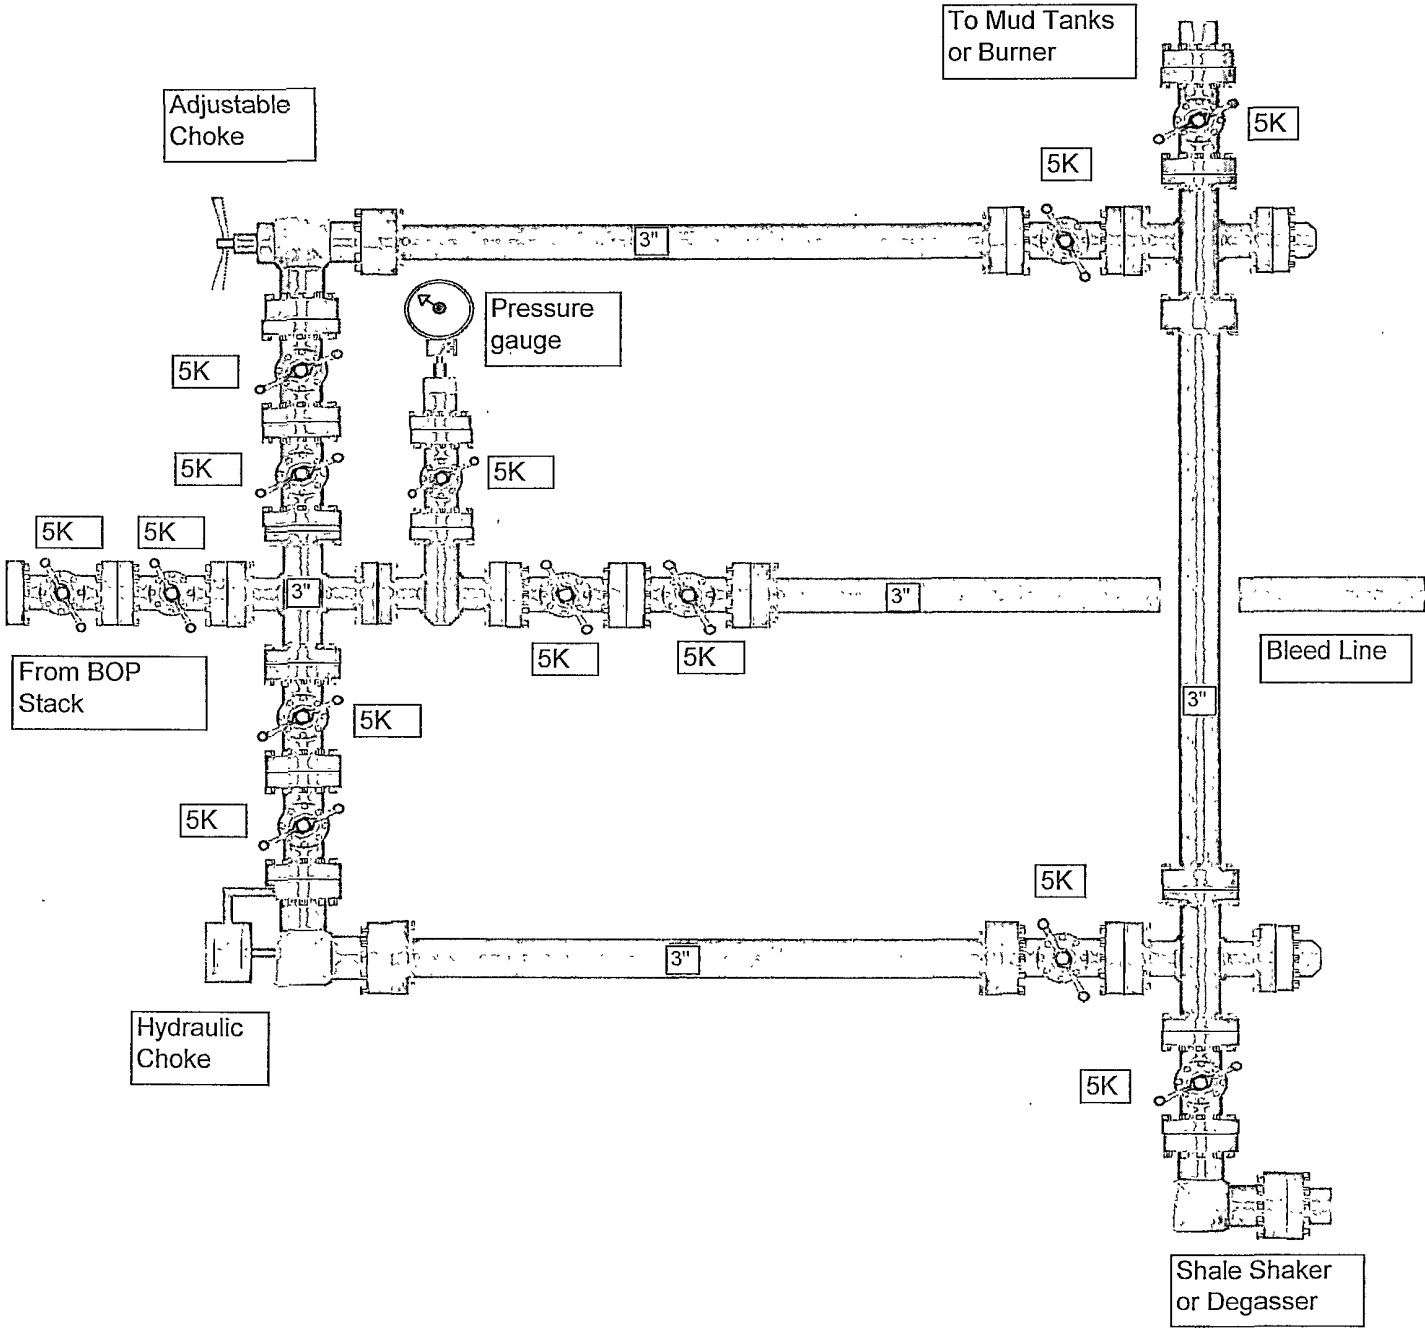 To Mud Tanks
or Burner
Adjustable
Choke
5K
5K
3"
Pressure
gauge
5K
5K
5K
5K
5K
3"
3"
5K
5K
Bleed Line
From BOP
Stack
3"
5K
5K
5K
3"
Hydraulic
Choke
5K
Shale Shaker
or Degasser